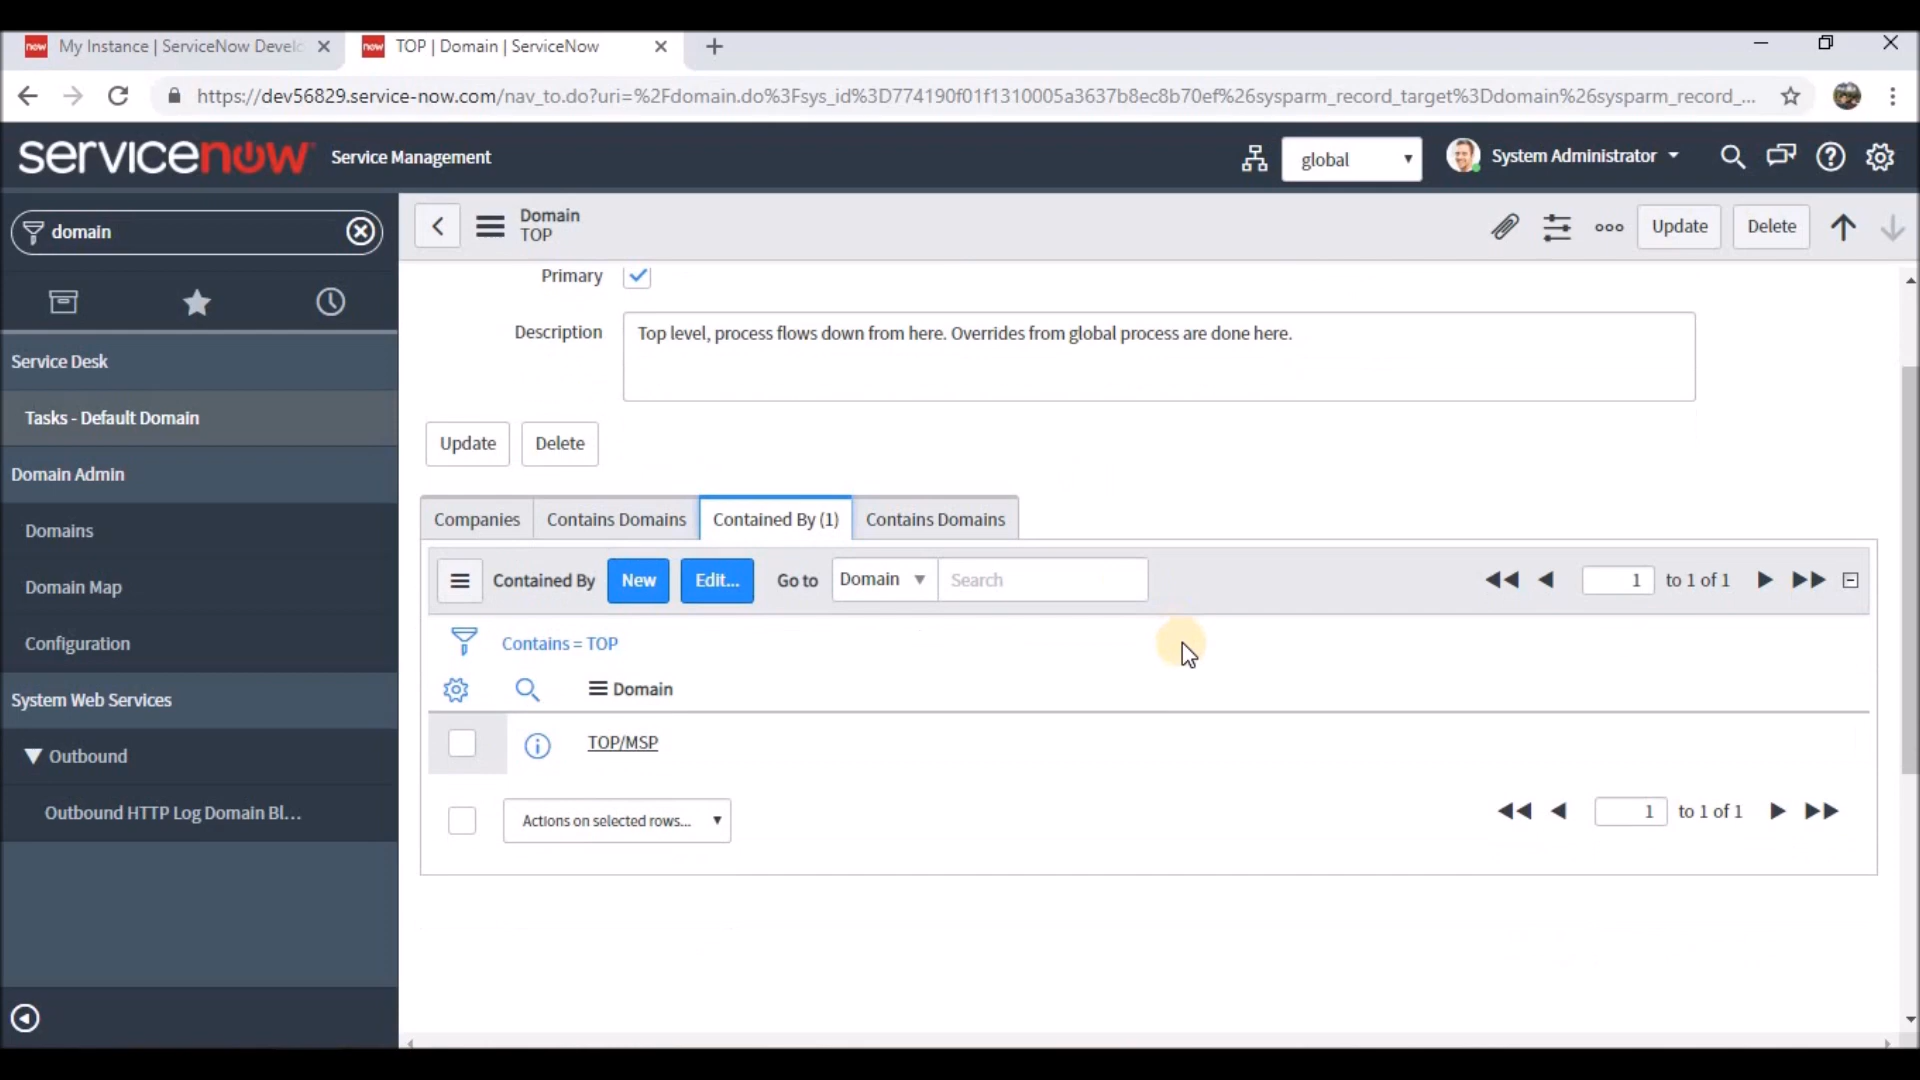 now My Instance | ServiceNow Develo
now TOP | Domain | ServiceNow
https://dev56829.service-now.com/nav_to.do?uri=%2Fdomain.do%3Fsys_id%3D774190f01f1310005a3637b8ec8b70ef%26sysparm_record_target%3Ddomain%26sysparm_record_...
servicenow Service Management
global
System Administrator
domain
Domain
TOP
Update
Delete
Primary
Service Desk
Description
Top level, process flows down from here. Overrides from global process are done here.
Tasks - Default Domain
Update
Delete
Domain Admin
Domains
Domain Map
Configuration
System Web Services
Outbound
Outbound HTTP Log Domain Bl...
Companies
Contains Domains
Contained By (1)
Contains Domains
Contained By
New
Edit...
Go to
Domain
Search
1 to 1 of 1
Contains = TOP
Domain
TOP/MSP
Actions on selected rows...
1 to 1 of 1